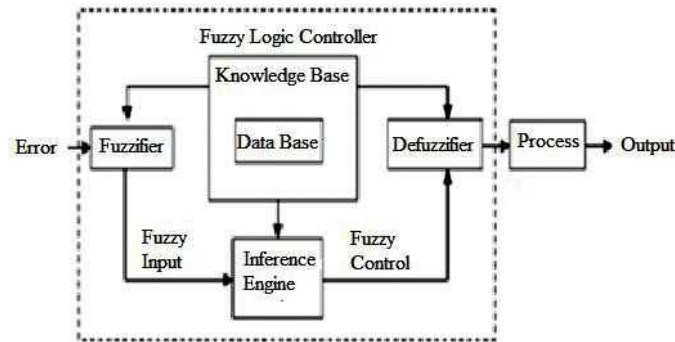 Fuzzy Logic Controller
Knowledge Base
Error
Fuzzifier
Data Base
Defuzzifier
Process
Output
Fuzzy
Input
Inference
Engine
Fuzzy
Control